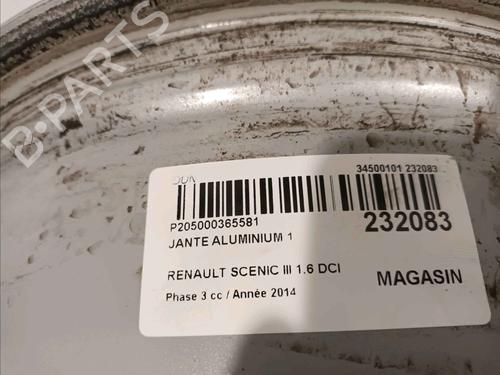 B-PARTS
34500101 232083
P205000365581
232083
JANTE ALUMINIUM 1
RENAULT SCENIC III 1.6 DCI
MAGASIN
Phase 3 cc / Année 2014